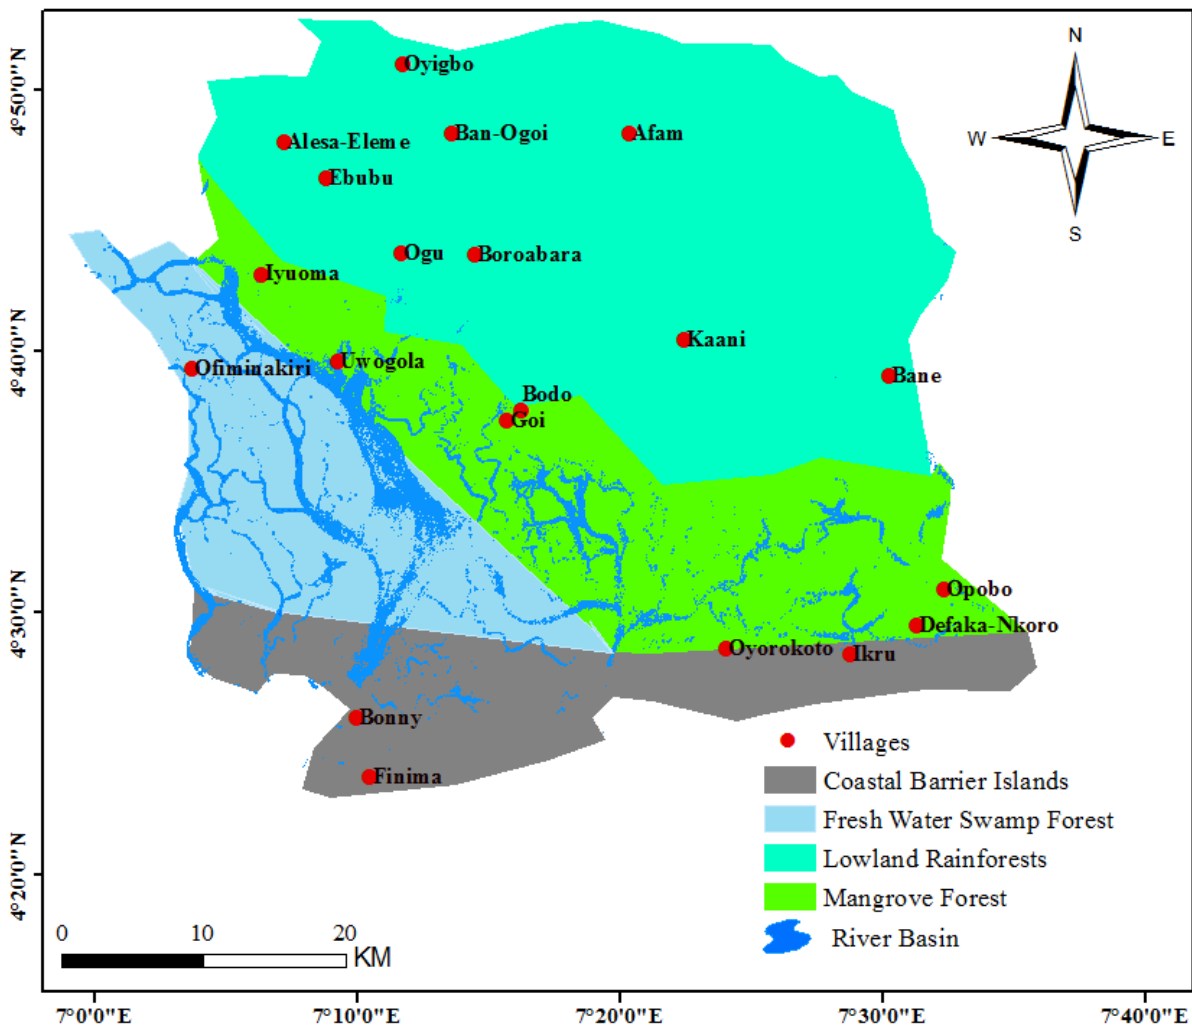 N
W
E
S
Oyigbo
4°50'0"N
Alesa-Eleme
Ban-Ogoi
Afam
Ebubu
Ogu
Boroabara
Iyuoma
4°40'0"N
Kaani
Ofiminakiri
Uwogola
Bane
Bodo
Goi
Opobo
4°30'0"N
Defaka-Nkoro
Oyorokoto
Ikru
Bonny
Finima
Villages
Coastal Barrier Islands
Fresh Water Swamp Forest
Lowland Rainforests
Mangrove Forest
River Basin
4°20'0"N
0 10 20
KM
7°0'0"E 7°10'0"E 7°20'0"E 7°30'0"E 7°40'0"E